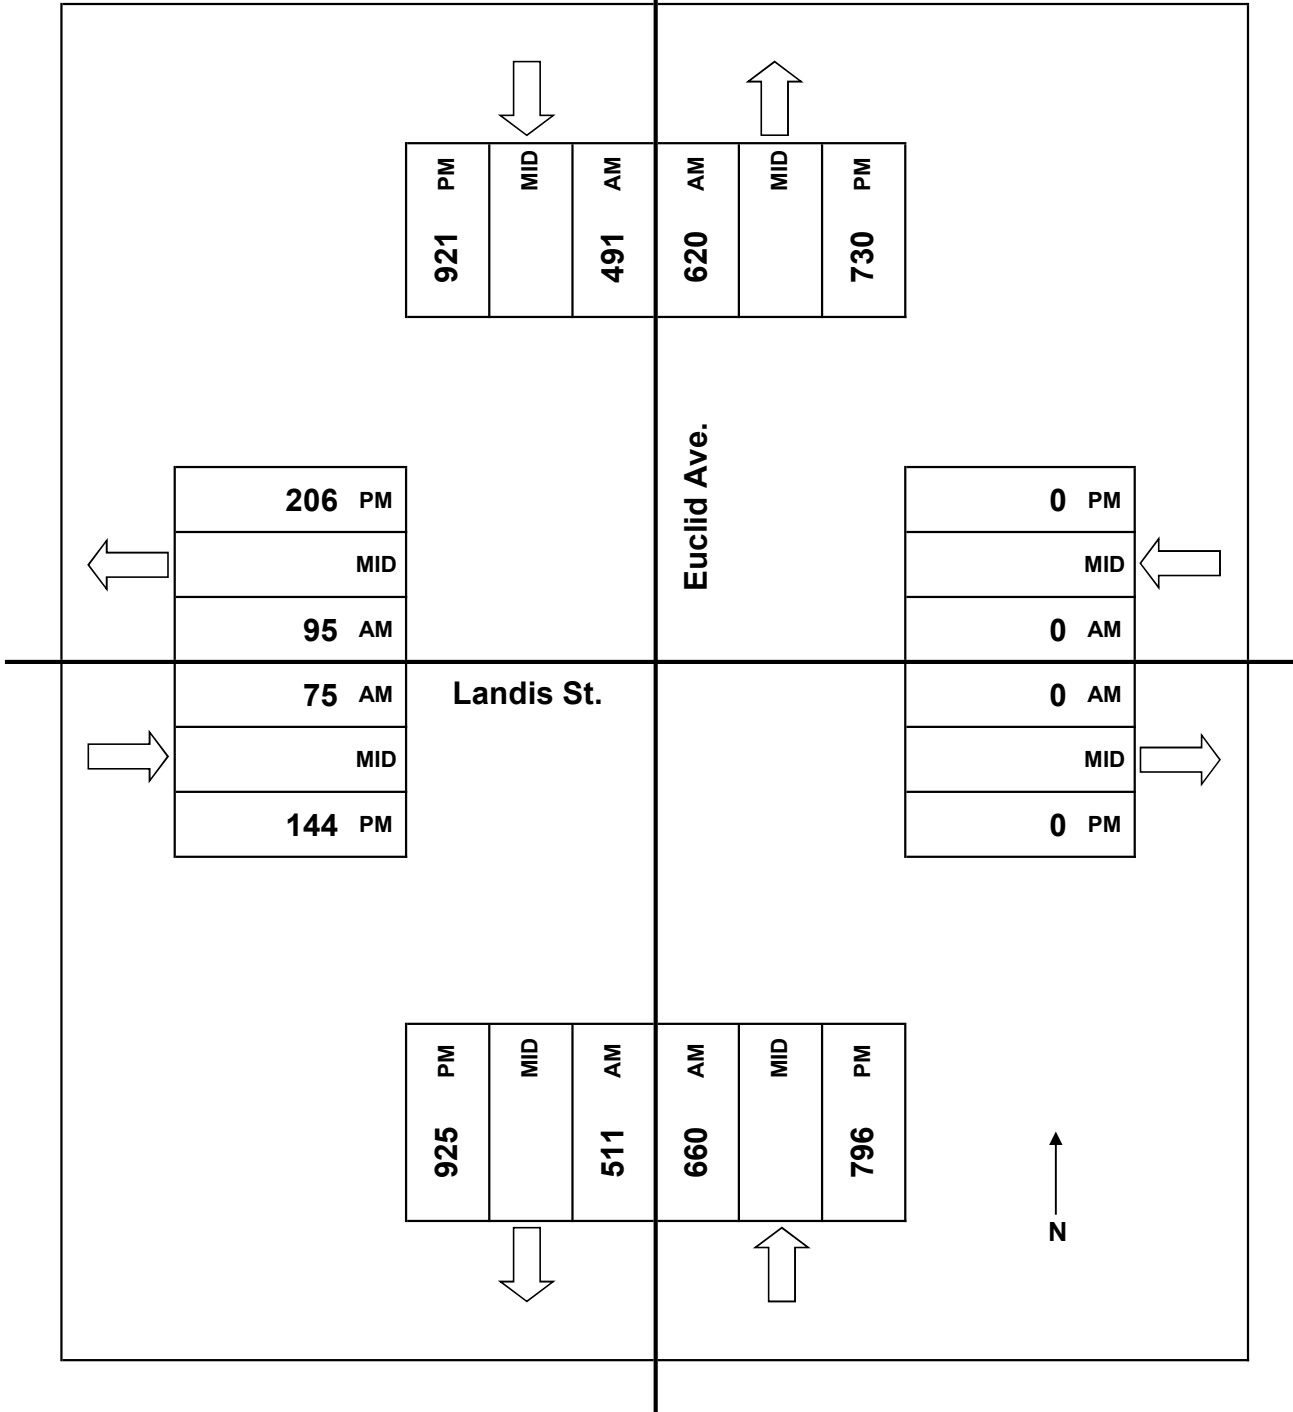 PM MID AM AM MID PM
921 491 620 730
Euclid Ave.
206 PM
MID
95 AM
75 AM
MID
144 PM
0 PM
MID
0 AM
0 AM
MID
0 PM
Landis St.
PM MID AM AM MID PM
925 511 660 796
N